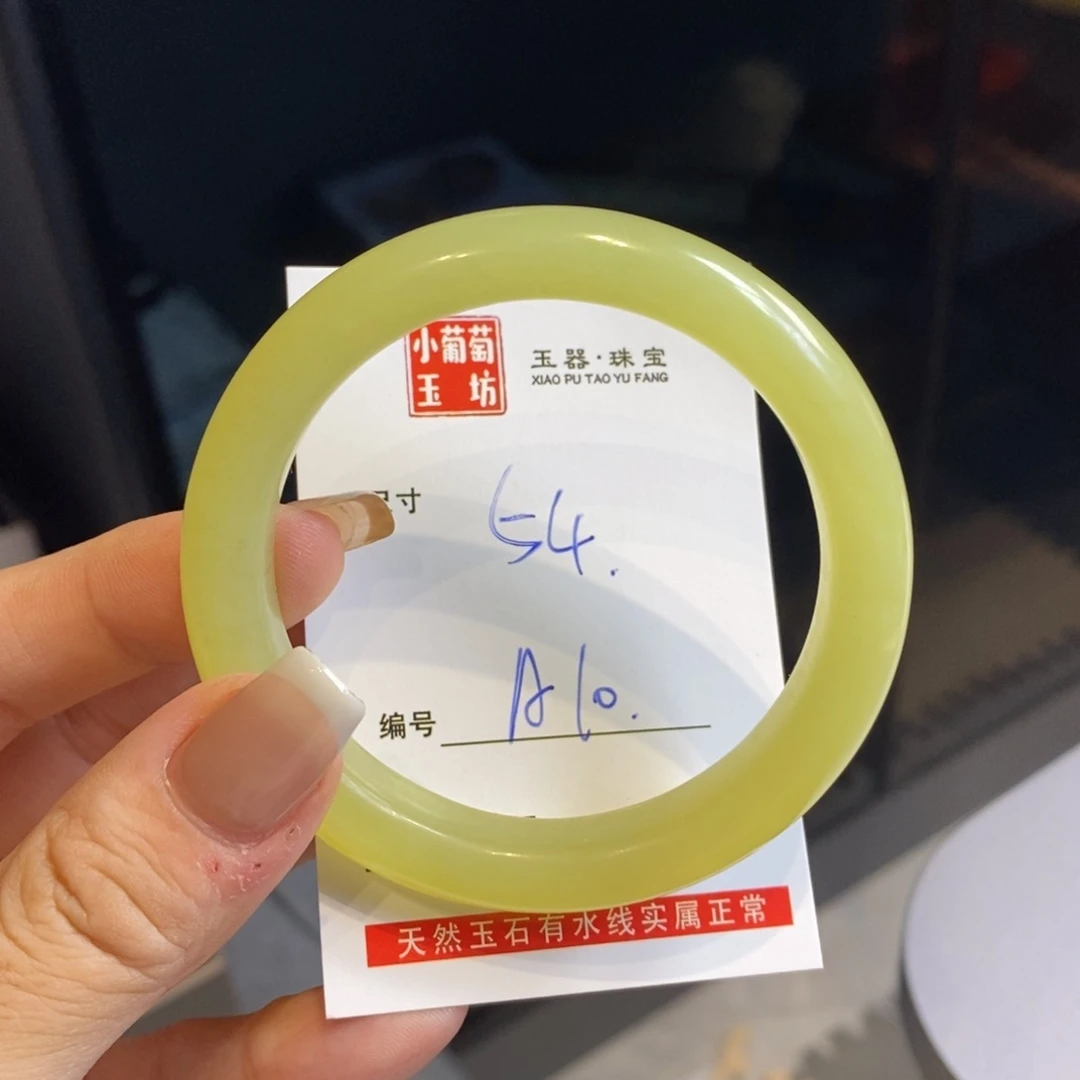 小葡萄
玉坊
玉器·珠宝
XIAO PU TAO YU FANG
尺寸 54.
编号 A10.
天然玉石有水线实属正常